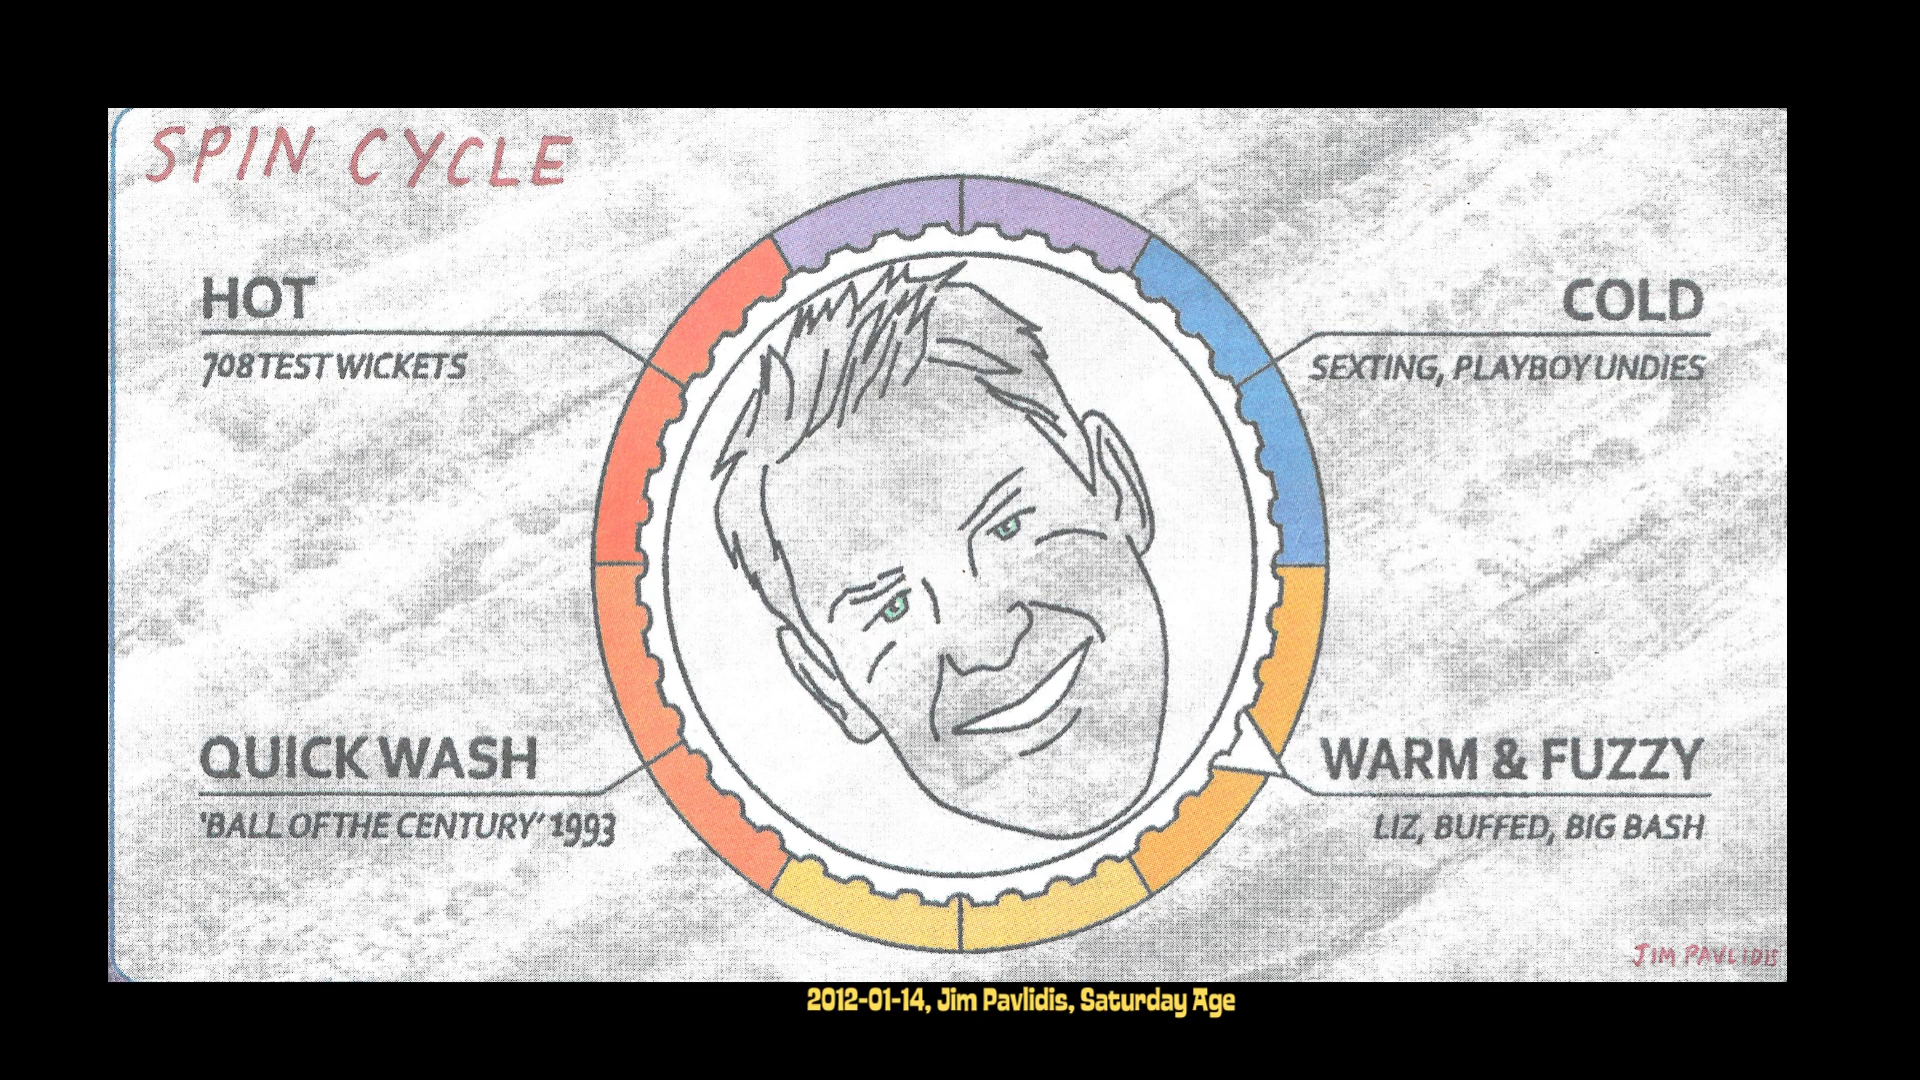 SPIN CYCLE
HOT
708 TEST WICKETS
COLD
SEXTING, PLAYBOY UNDIES
QUICK WASH
'BALL OF THE CENTURY' 1993
WARM & FUZZY
LIZ, BUFFED, BIG BASH
JIM PAVLIDIS
2012-01-14, Jim Pavlidis, Saturday Age